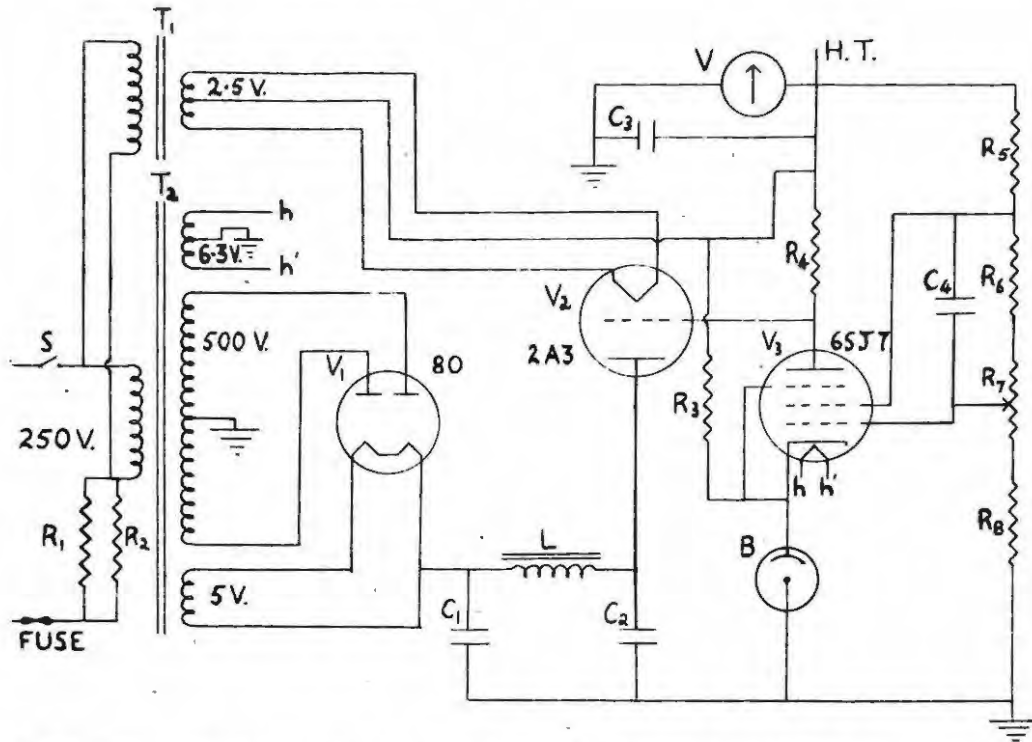 T₁
2·5 V.
V
H.T.
C₃
R₅
T₂
h
6·3V.
h'
R₄
C₄
R₆
V₂
S
500 V.
V₁
80
2A3
V₃
6SJ7
R₃
R₇
250 V.
h h'
R₁
R₂
L
B
R₈
5V.
C₁
C₂
FUSE